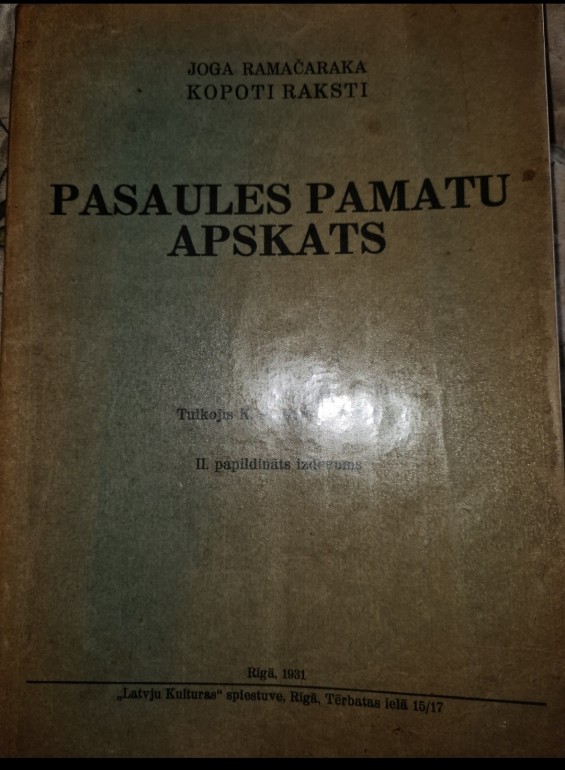 JOGA RAMAČARAKA
KOPOTI RAKSTI
PASAULES PAMATU
APSKATS
Tulkojis K.
II. papildināts izdevums
Rīgā, 1931
„Latvju Kulturas“ spiestuve, Rīgā, Tērbatas ielā 15/17